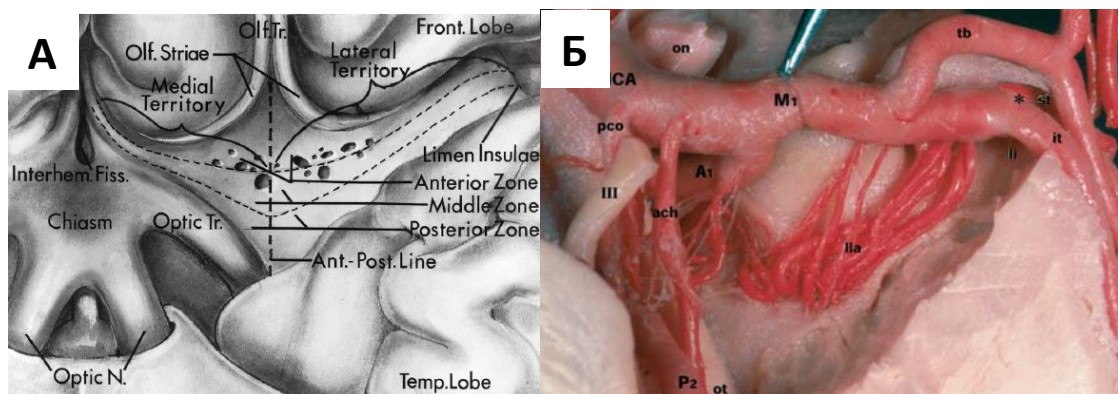 А
Olf.Tr.
Front. Lobe
Olf. Striae
Lateral
Territory
Medial
Territory
Limen Insulae
Interhem. Fiss.
Anterior Zone
Chiasm
Middle Zone
Optic Tr.
Posterior Zone
Ant.-Post. Line
Optic N.
Temp. Lobe
Б
on
tb
ICA
M1
*
st
pco
it
li
III
A1
ach
lla
P2
ot